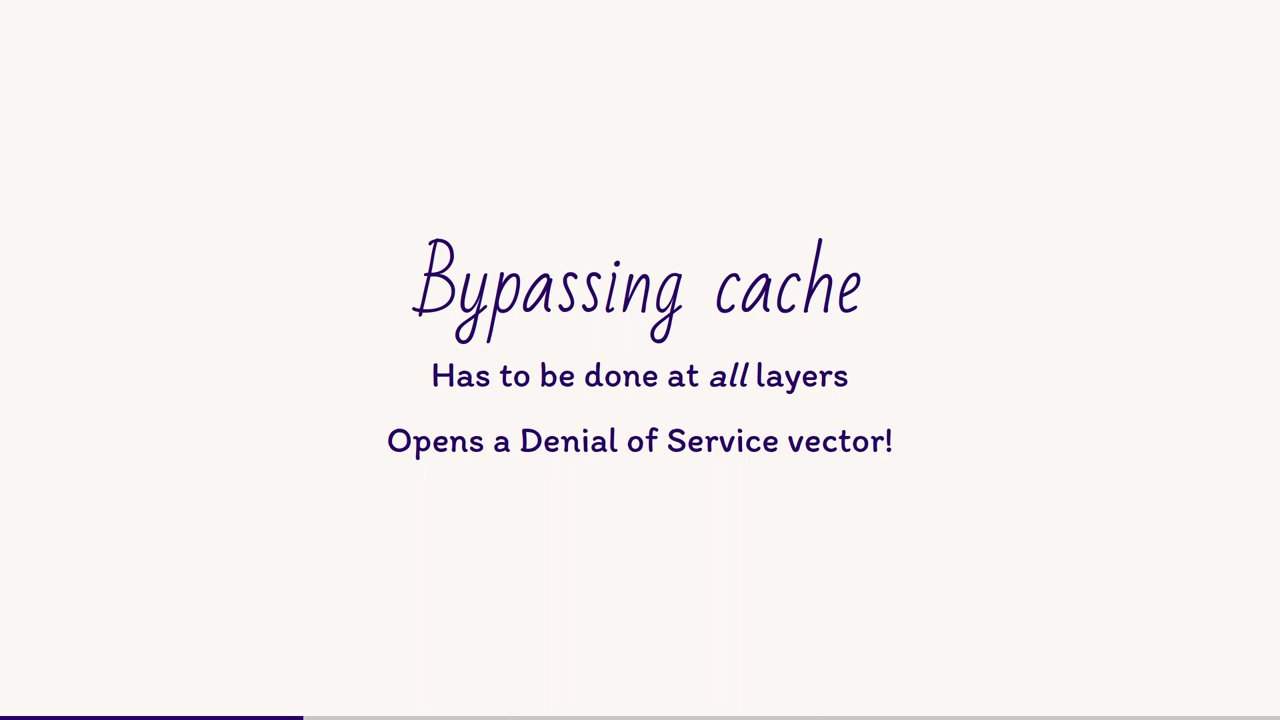 Bypassing cache
Has to be done at all layers
Opens a Denial of Service vector!